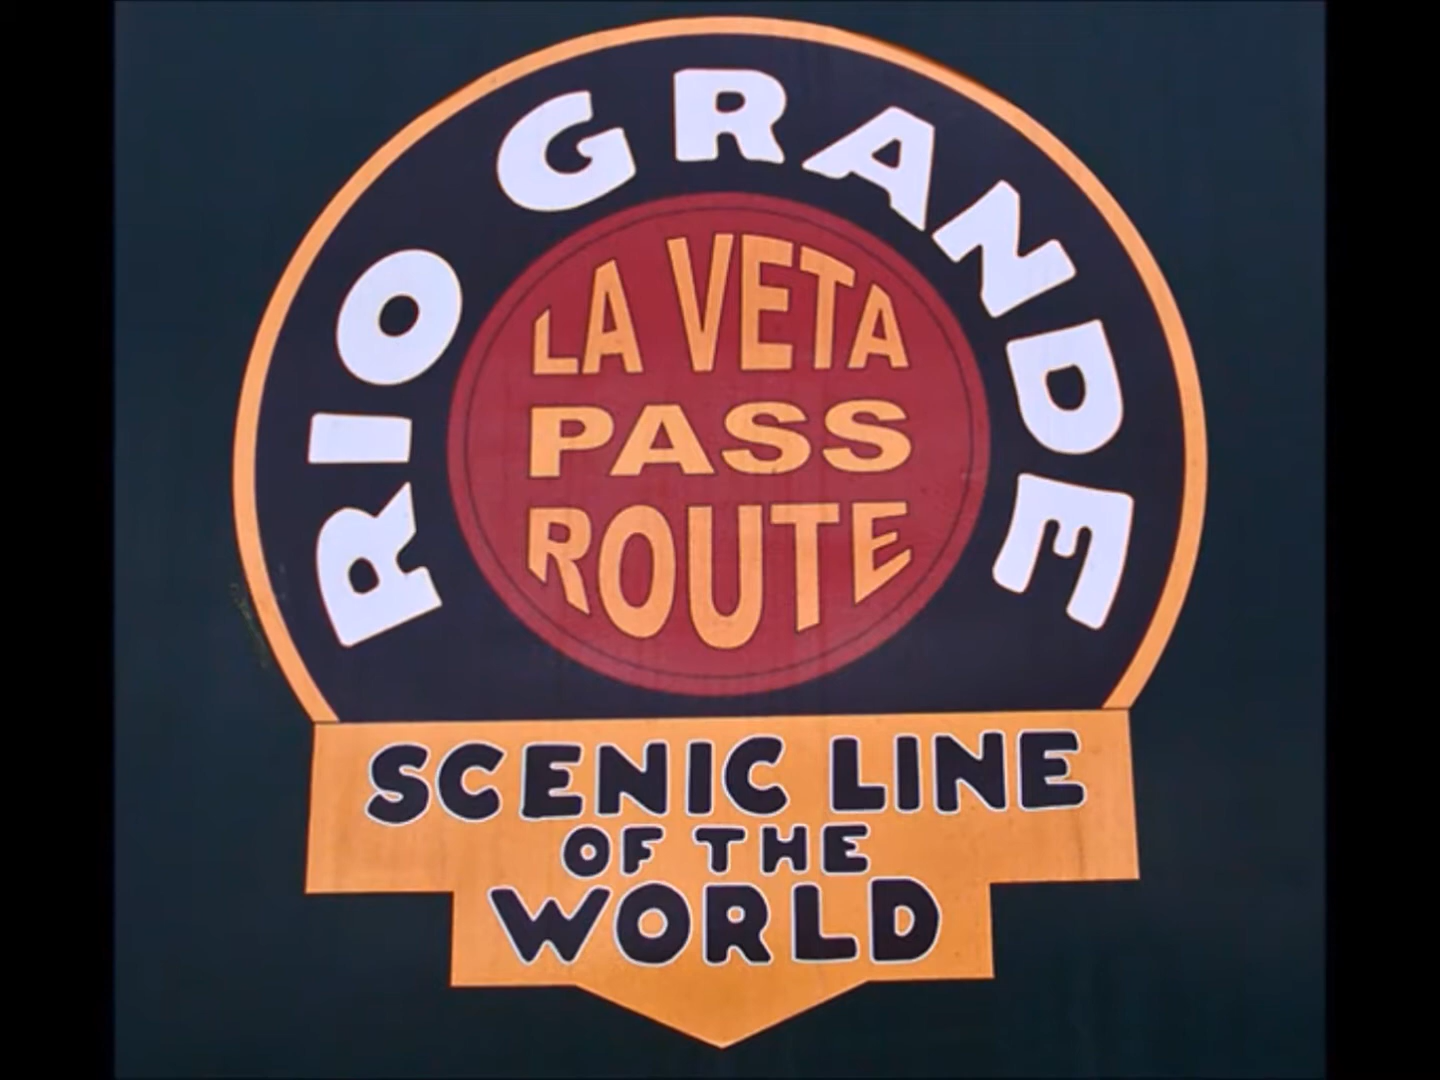 RIO GRANDE
LA VETA
PASS
ROUTE
SCENIC LINE
OF THE
WORLD